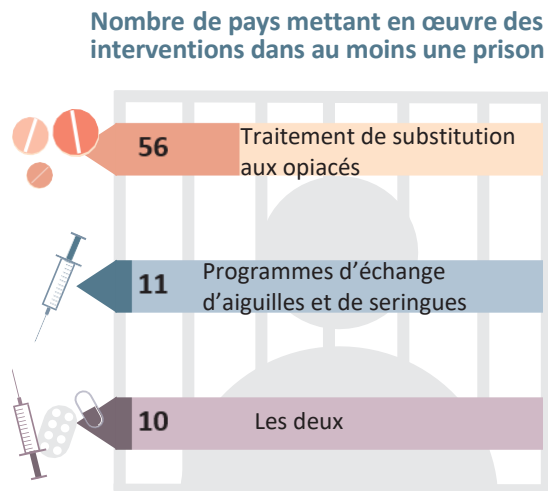 Nombre de pays mettant en œuvre des
interventions dans au moins une prison
56
Traitement de substitution
aux opiacés
11
Programmes d’échange
d’aiguilles et de seringues
10
Les deux